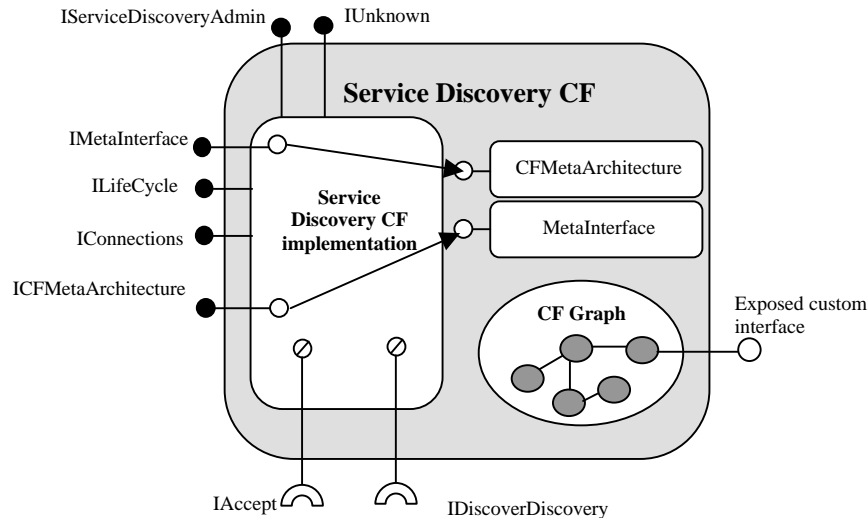 IServiceDiscoveryAdmin
IUnknown
Service Discovery CF
IMetaInterface
CFMetaArchitecture
ILifeCycle
Service
Discovery CF
implementation
MetaInterface
IConnections
ICFMetaArchitecture
CF Graph
Exposed custom
interface
IAccept
IDiscoverDiscovery